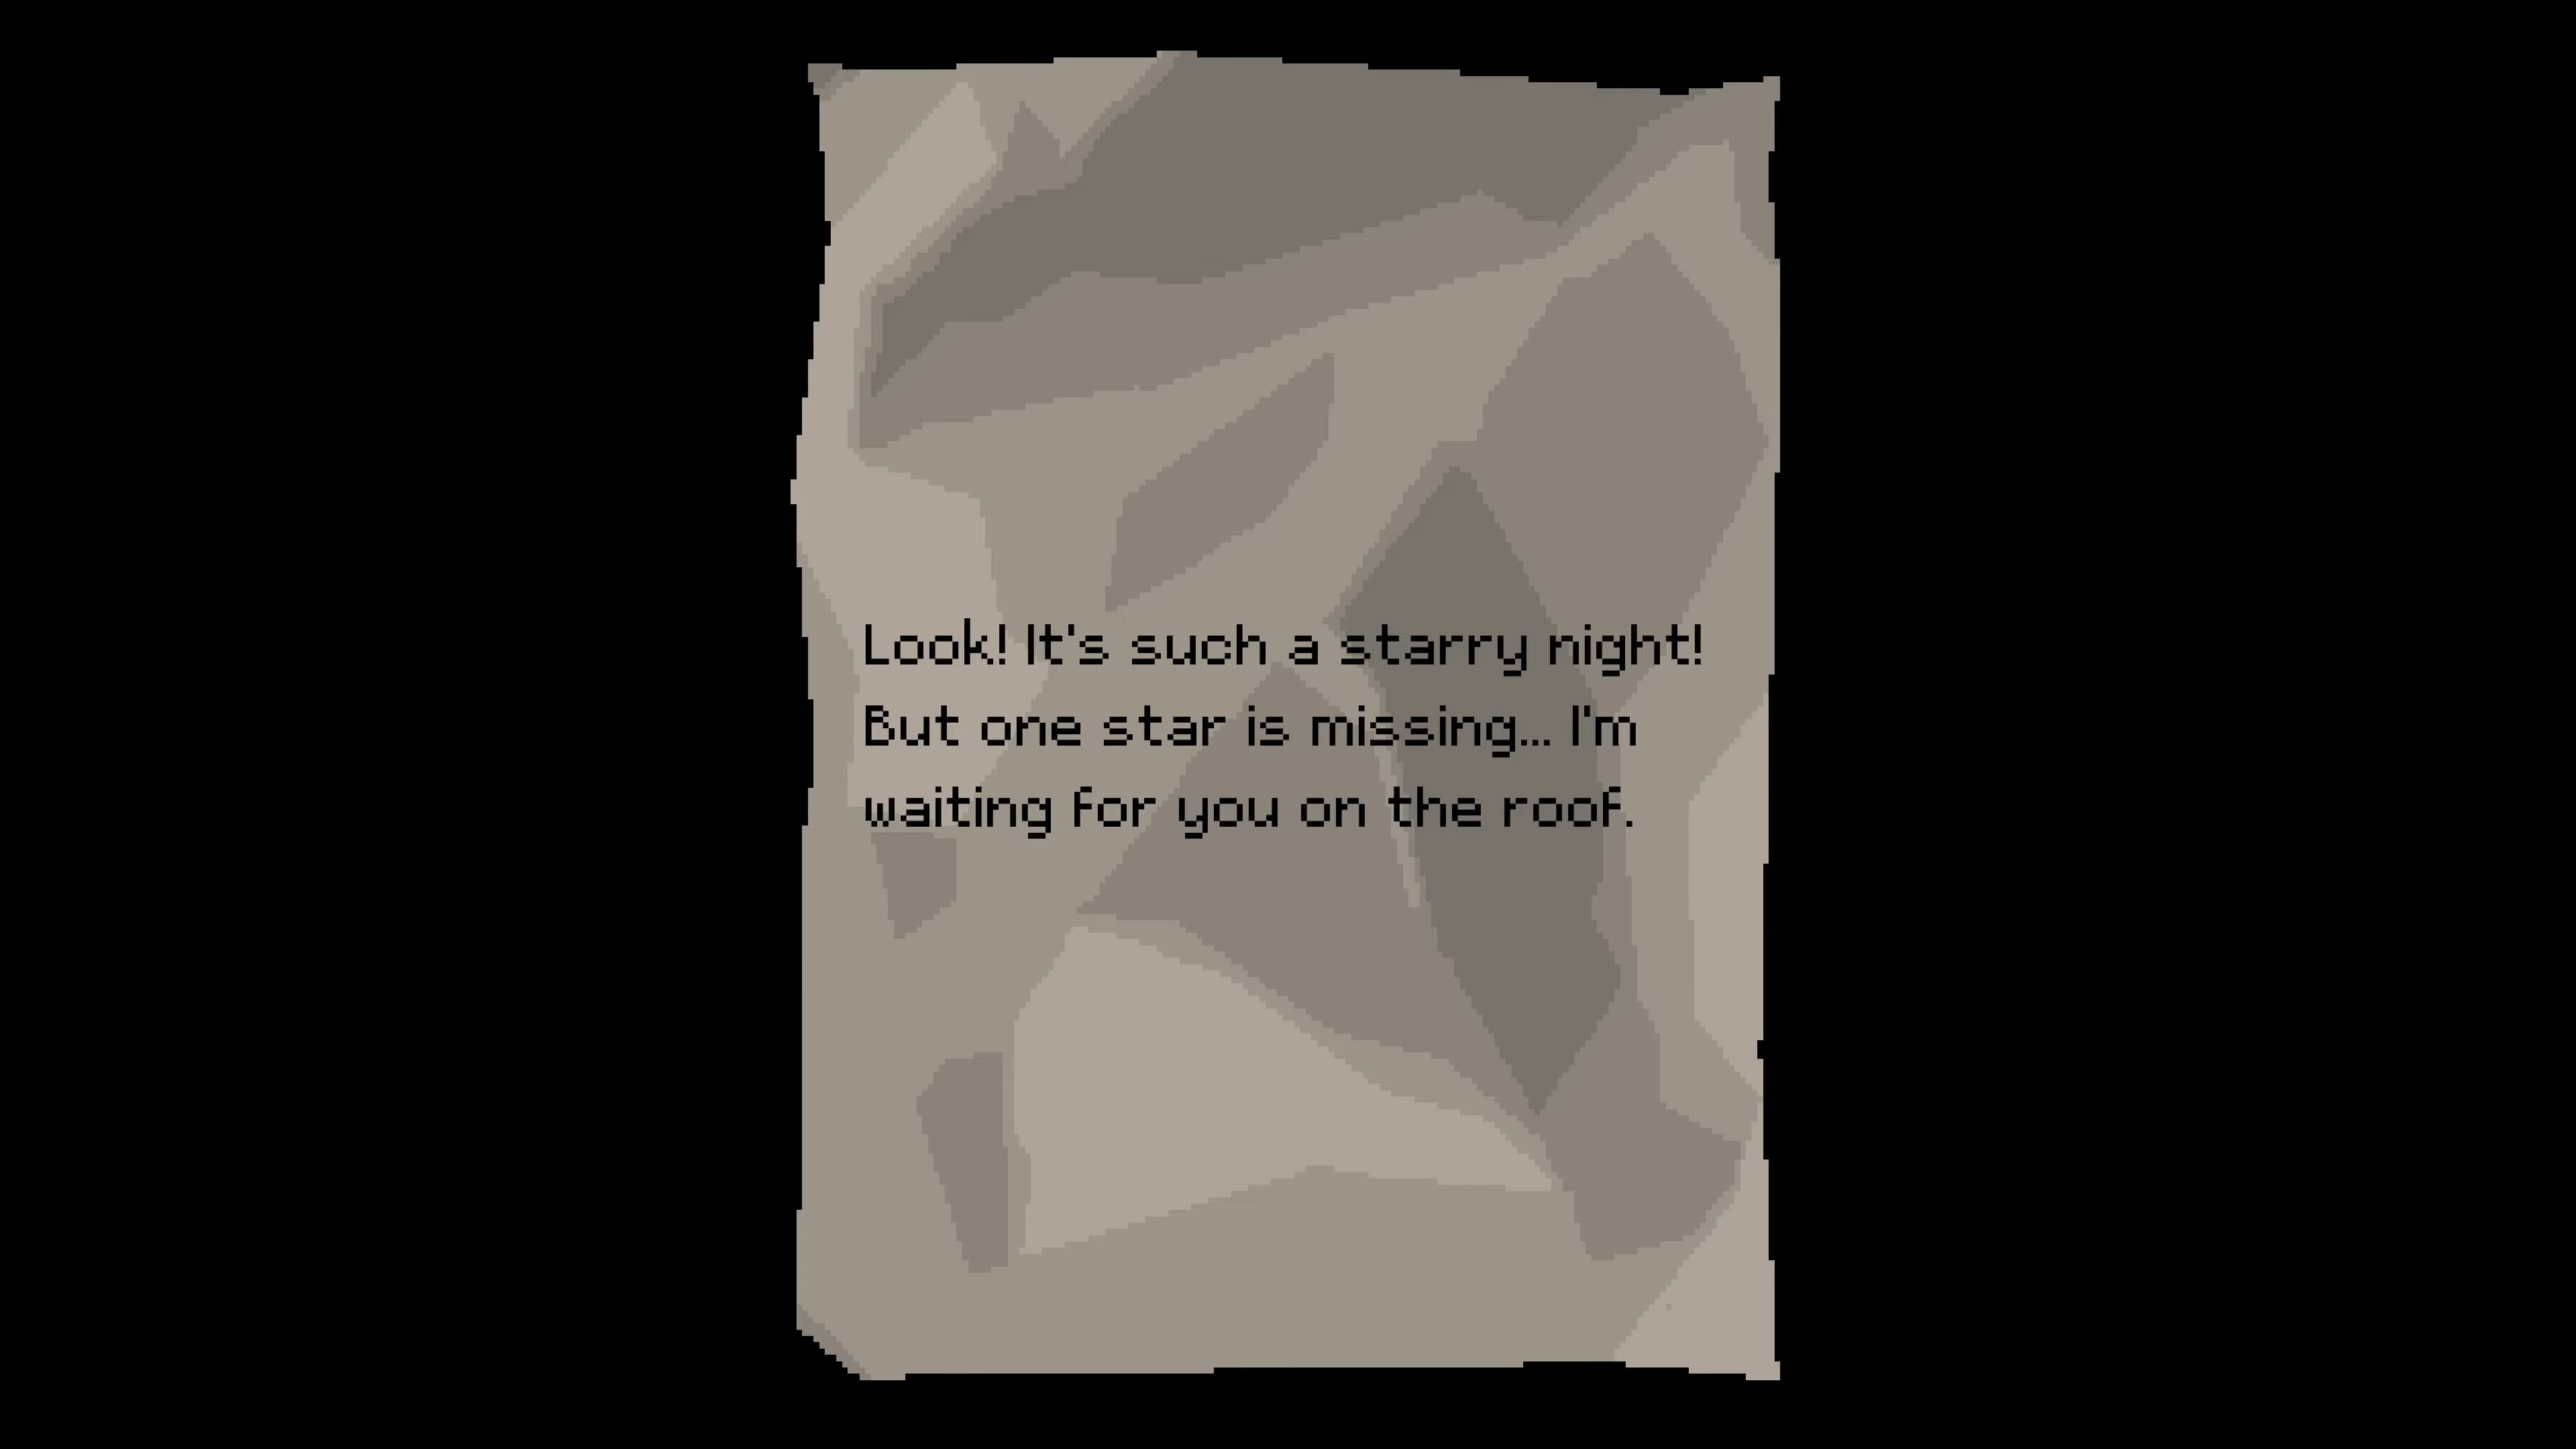 Look! It's such a starry night!
But one star is missing... I'm
waiting for you on the roof.